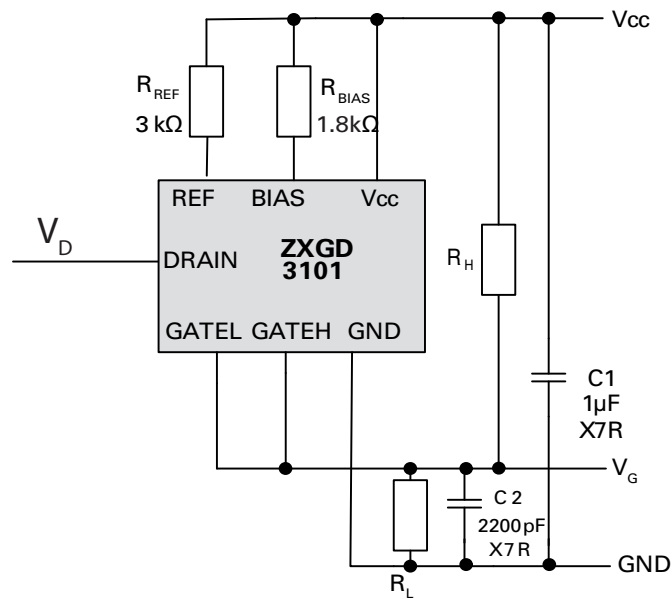 Vcc
R_REF
3 kΩ
R_BIAS
1.8kΩ
REF BIAS Vcc
V_D
DRAIN
ZXGD
3101
R_H
GATEL GATEH GND
C1
1µF
X7R
V_G
C 2
2200pF
X7R
GND
R_L